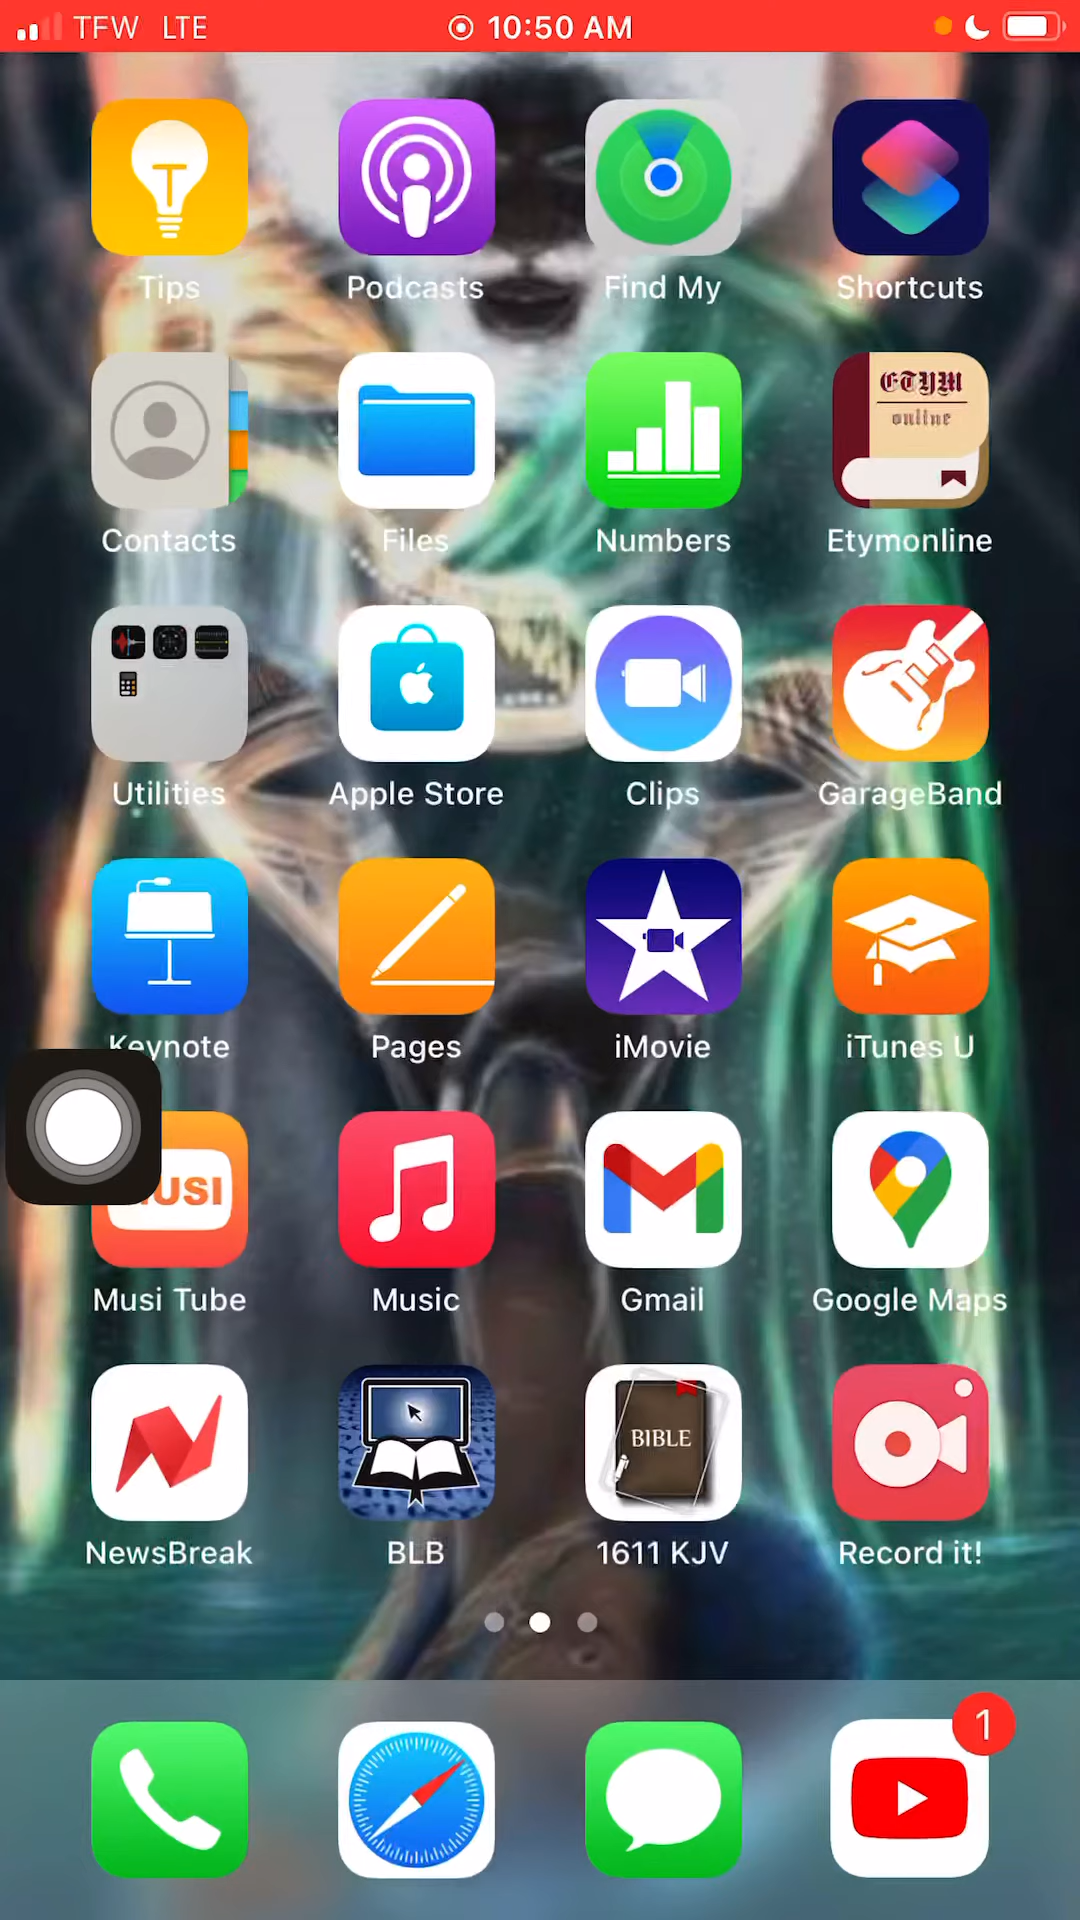 TFW LTE 10:50 AM
Tips Podcasts Find My Shortcuts
ETYM
online
Contacts Files Numbers Etymonline
Utilities Apple Store Clips GarageBand
Keynote Pages iMovie iTunes U
USI
Musi Tube Music Gmail Google Maps
BIBLE
NewsBreak BLB 1611 KJV Record it!
1